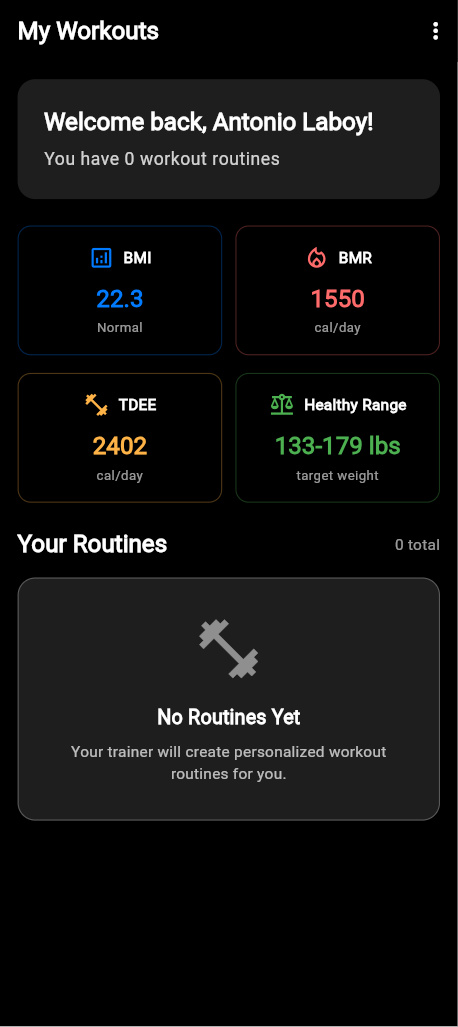 My Workouts
Welcome back, Antonio Laboy!
You have 0 workout routines
BMI
22.3
Normal
BMR
1550
cal/day
TDEE
2402
cal/day
Healthy Range
133-179 lbs
target weight
Your Routines
0 total
No Routines Yet
Your trainer will create personalized workout
routines for you.